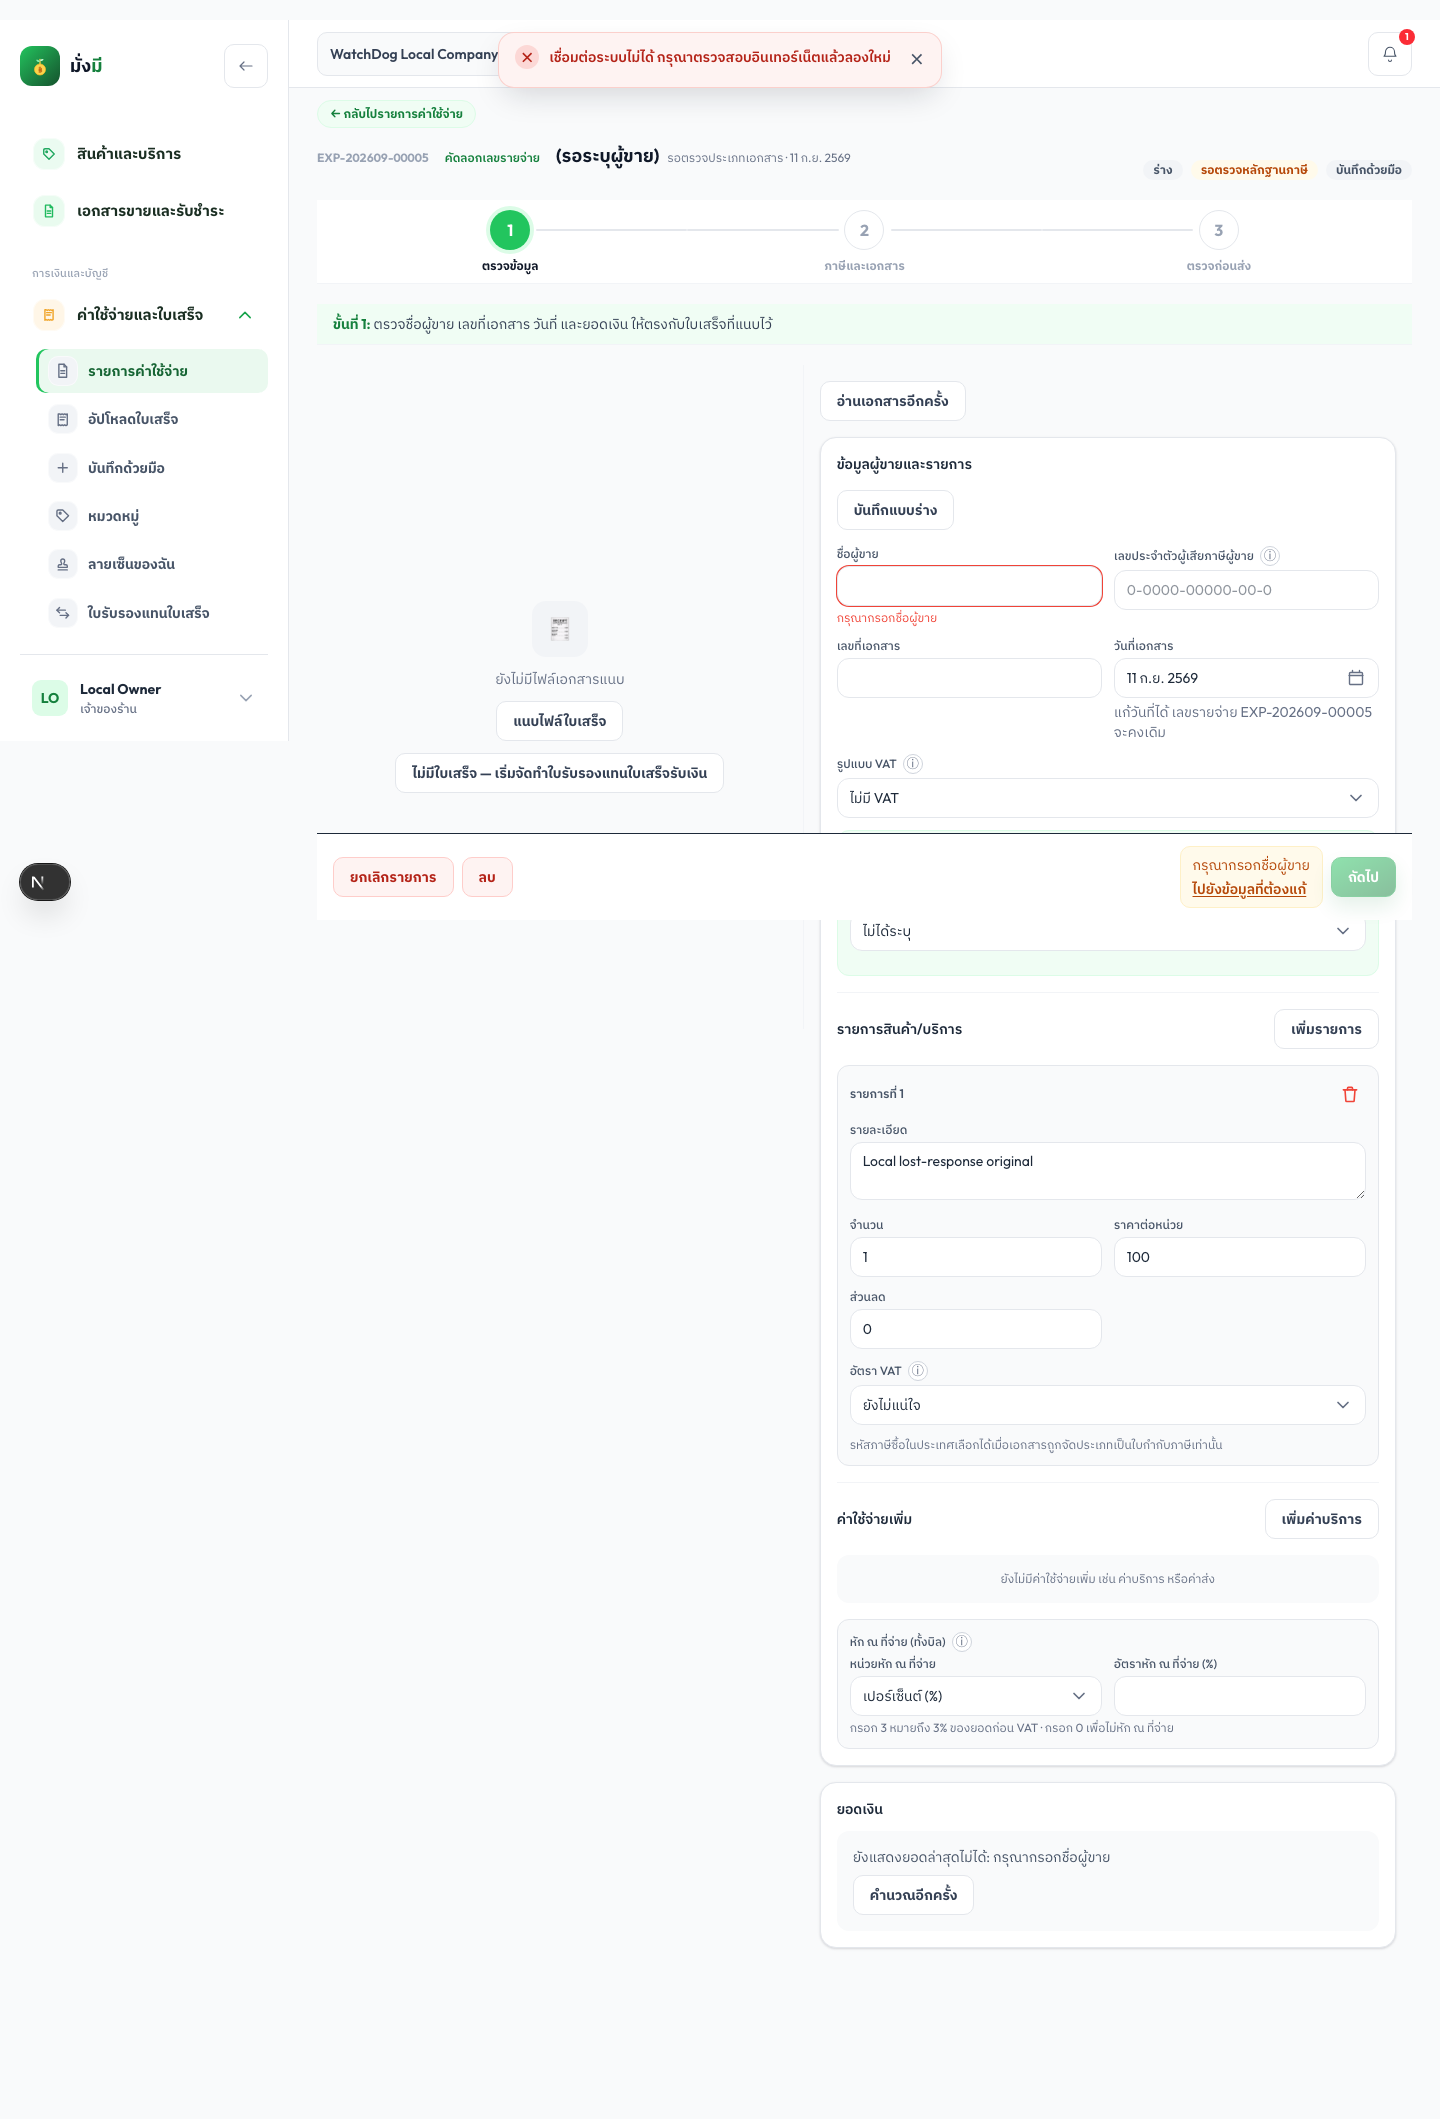 มั่งมี
WatchDog Local Company
เชื่อมต่อระบบไม่ได้ กรุณาตรวจสอบอินเทอร์เน็ตแล้วลองใหม่
1
สินค้าและบริการ
เอกสารขายและรับชำระ
การเงินและบัญชี
ค่าใช้จ่ายและใบเสร็จ
รายการค่าใช้จ่าย
อัปโหลดใบเสร็จ
บันทึกด้วยมือ
หมวดหมู่
ลายเซ็นของฉัน
ใบรับรองแทนใบเสร็จ
LO
Local Owner
เจ้าของร้าน
N
← กลับไปรายการค่าใช้จ่าย
EXP-202609-00005 คัดลอกเลขรายจ่าย (รอระบุผู้ขาย) รอตรวจประเภทเอกสาร · 11 ก.ย. 2569
ร่าง รอตรวจหลักฐานภาษี บันทึกด้วยมือ
1 2 3
ตรวจข้อมูล ภาษีและเอกสาร ตรวจก่อนส่ง
ขั้นที่ 1: ตรวจชื่อผู้ขาย เลขที่เอกสาร วันที่ และยอดเงิน ให้ตรงกับใบเสร็จที่แนบไว้
RECEIPT
ยังไม่มีไฟล์เอกสารแนบ
แนบไฟล์ใบเสร็จ
ไม่มีใบเสร็จ — เริ่มจัดทำใบรับรองแทนใบเสร็จรับเงิน
อ่านเอกสารอีกครั้ง
ข้อมูลผู้ขายและรายการ
บันทึกแบบร่าง
ชื่อผู้ขาย
กรุณากรอกชื่อผู้ขาย
เลขประจำตัวผู้เสียภาษีผู้ขาย
0-0000-00000-00-0
เลขที่เอกสาร
วันที่เอกสาร
11 ก.ย. 2569
แก้วันที่ได้ เลขรายจ่าย EXP-202609-00005
จะคงเดิม
รูปแบบ VAT
ไม่มี VAT
ยกเลิกรายการ ลบ
กรุณากรอกชื่อผู้ขาย
ไปยังข้อมูลที่ต้องแก้
ถัดไป
ไม่ได้ระบุ
รายการสินค้า/บริการ
เพิ่มรายการ
รายการที่ 1
รายละเอียด
Local lost-response original
จำนวน
1
ราคาต่อหน่วย
100
ส่วนลด
0
อัตรา VAT
ยังไม่แน่ใจ
รหัสภาษีซื้อในประเทศเลือกได้เมื่อเอกสารถูกจัดประเภทเป็นใบกำกับภาษีเท่านั้น
ค่าใช้จ่ายเพิ่ม
เพิ่มค่าบริการ
ยังไม่มีค่าใช้จ่ายเพิ่ม เช่น ค่าบริการ หรือค่าส่ง
หัก ณ ที่จ่าย (ทั้งบิล)
หน่วยหัก ณ ที่จ่าย
เปอร์เซ็นต์ (%)
อัตราหัก ณ ที่จ่าย (%)
กรอก 3 หมายถึง 3% ของยอดก่อน VAT · กรอก 0 เพื่อไม่หัก ณ ที่จ่าย
ยอดเงิน
ยังแสดงยอดล่าสุดไม่ได้: กรุณากรอกชื่อผู้ขาย
คำนวณอีกครั้ง